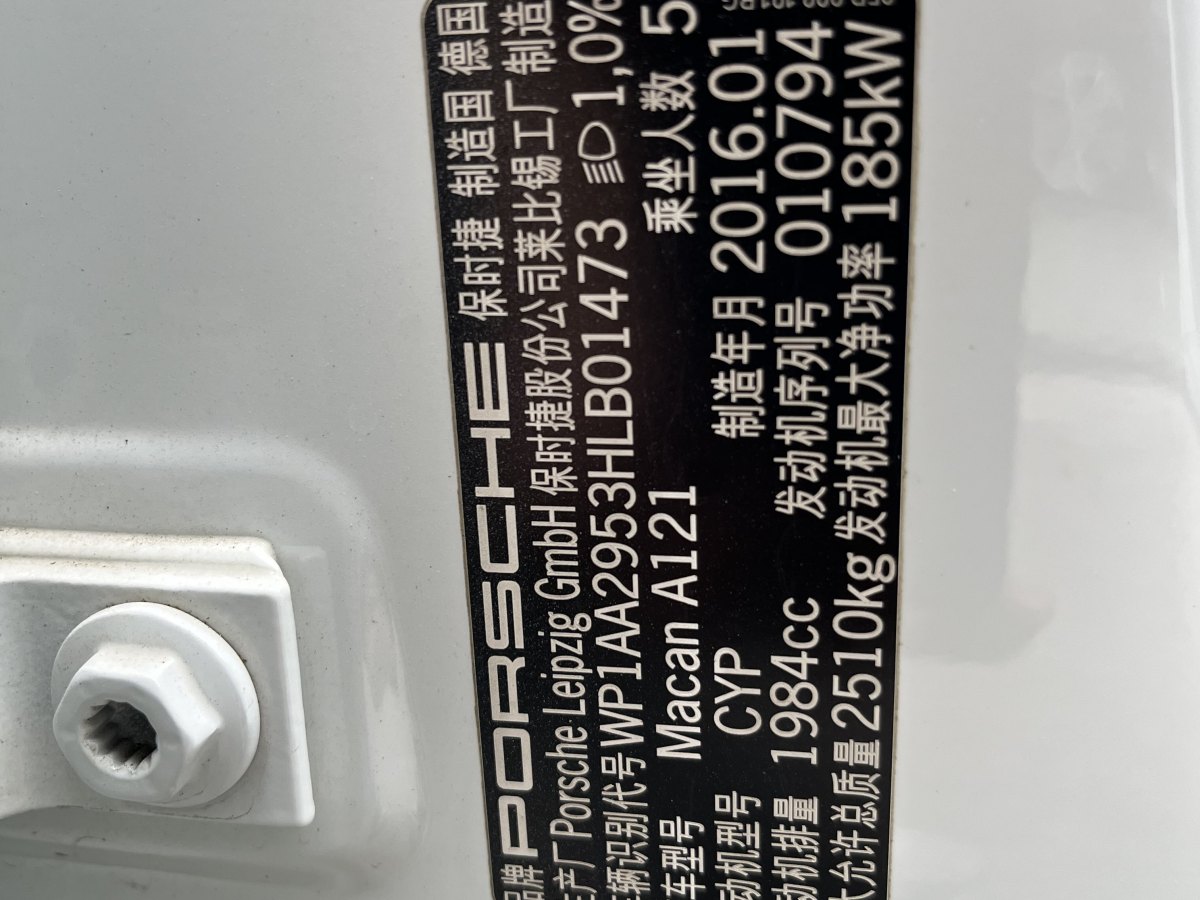 品牌 PORSCHE 保时捷 制造国 德国
生产厂 Porsche Leipzig GmbH 保时捷股份公司莱比锡工厂制造
车辆识别代号 WP1AA2953HLB01473 1,0%
车型号 Macan A121 乘坐人数 5
动机型号 CYP 制造年月 2016.01
动机排量 1984cc 发动机序列号 010794
大允许总质量 2510kg 发动机最大净功率 185kW